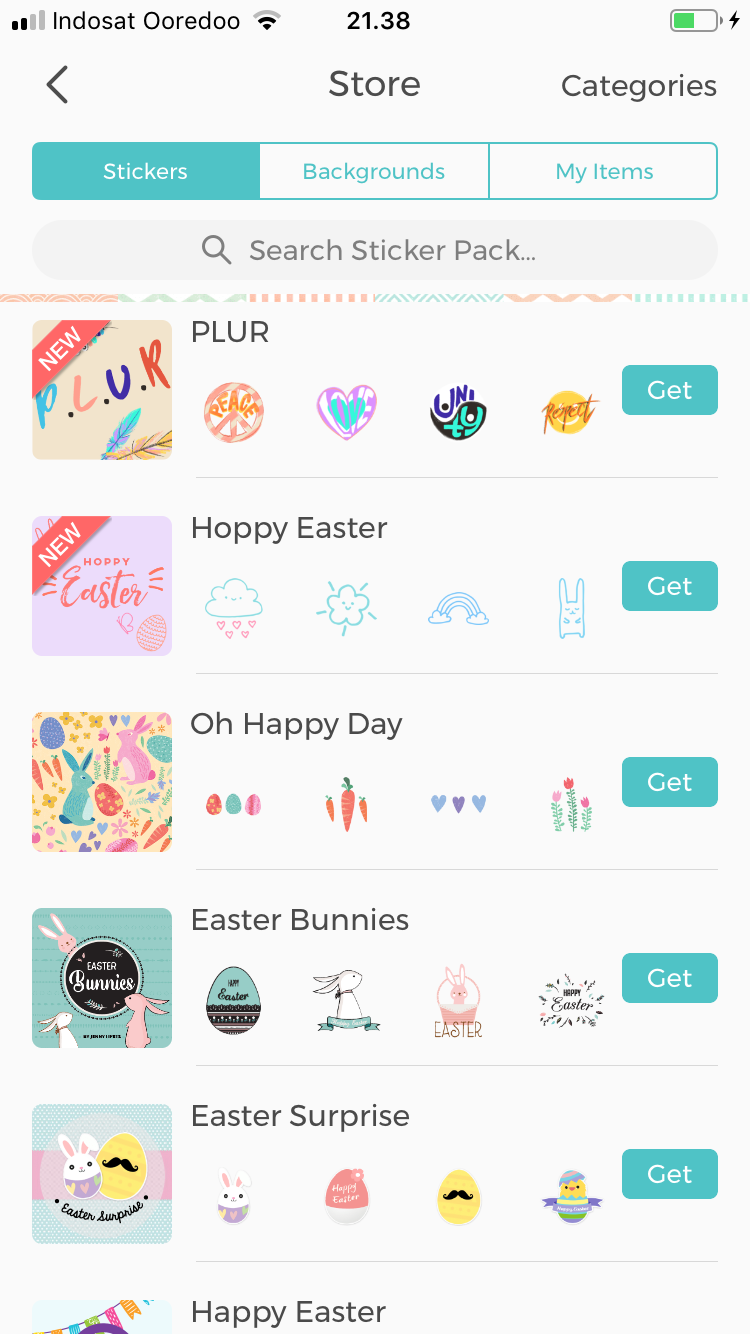 Indosat Ooredoo 21.38
Store Categories
Stickers Backgrounds My Items
Search Sticker Pack...
NEW
P.L.U.R
PLUR
PEACE
UNITY
Respect
Get
NEW
HOPPY
Easter
Hoppy Easter
Get
Oh Happy Day
Get
EASTER
Bunnies
Easter Bunnies
HAPPY
Easter
EASTER
HAPPY
Easter
Get
Easter Surprise
Easter Surprise
Happy
Easter
Happy Easter
Get
Happy Easter